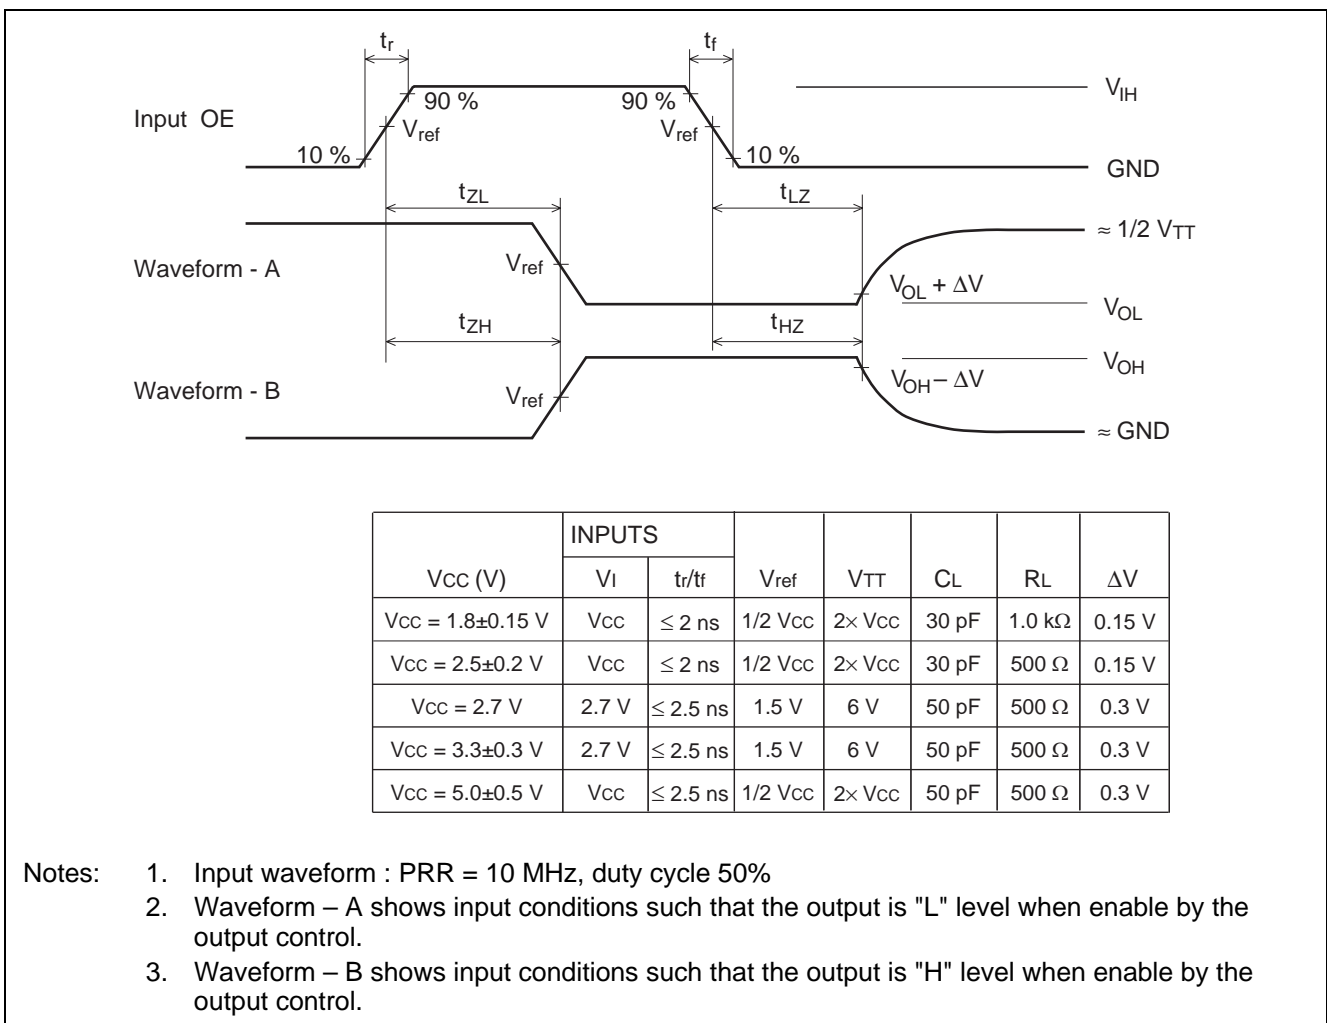 tr tf
VIH
90 % 90 %
Input OE
Vref Vref
10 % 10 %
GND
tZL tLZ
≈ 1/2 VTT
Vref
Waveform - A
VOL + ΔV
VOL
tZH tHZ
VOH
VOH – ΔV
Waveform - B
Vref
≈ GND
INPUTS
VCC (V) VI tr/tf Vref VTT CL RL ΔV
VCC = 1.8±0.15 V VCC ≤ 2 ns 1/2 VCC 2× VCC 30 pF 1.0 kΩ 0.15 V
VCC = 2.5±0.2 V VCC ≤ 2 ns 1/2 VCC 2× VCC 30 pF 500 Ω 0.15 V
VCC = 2.7 V 2.7 V ≤ 2.5 ns 1.5 V 6 V 50 pF 500 Ω 0.3 V
VCC = 3.3±0.3 V 2.7 V ≤ 2.5 ns 1.5 V 6 V 50 pF 500 Ω 0.3 V
VCC = 5.0±0.5 V VCC ≤ 2.5 ns 1/2 VCC 2× VCC 50 pF 500 Ω 0.3 V
Notes: 1. Input waveform : PRR = 10 MHz, duty cycle 50%
2. Waveform – A shows input conditions such that the output is "L" level when enable by the
output control.
3. Waveform – B shows input conditions such that the output is "H" level when enable by the
output control.